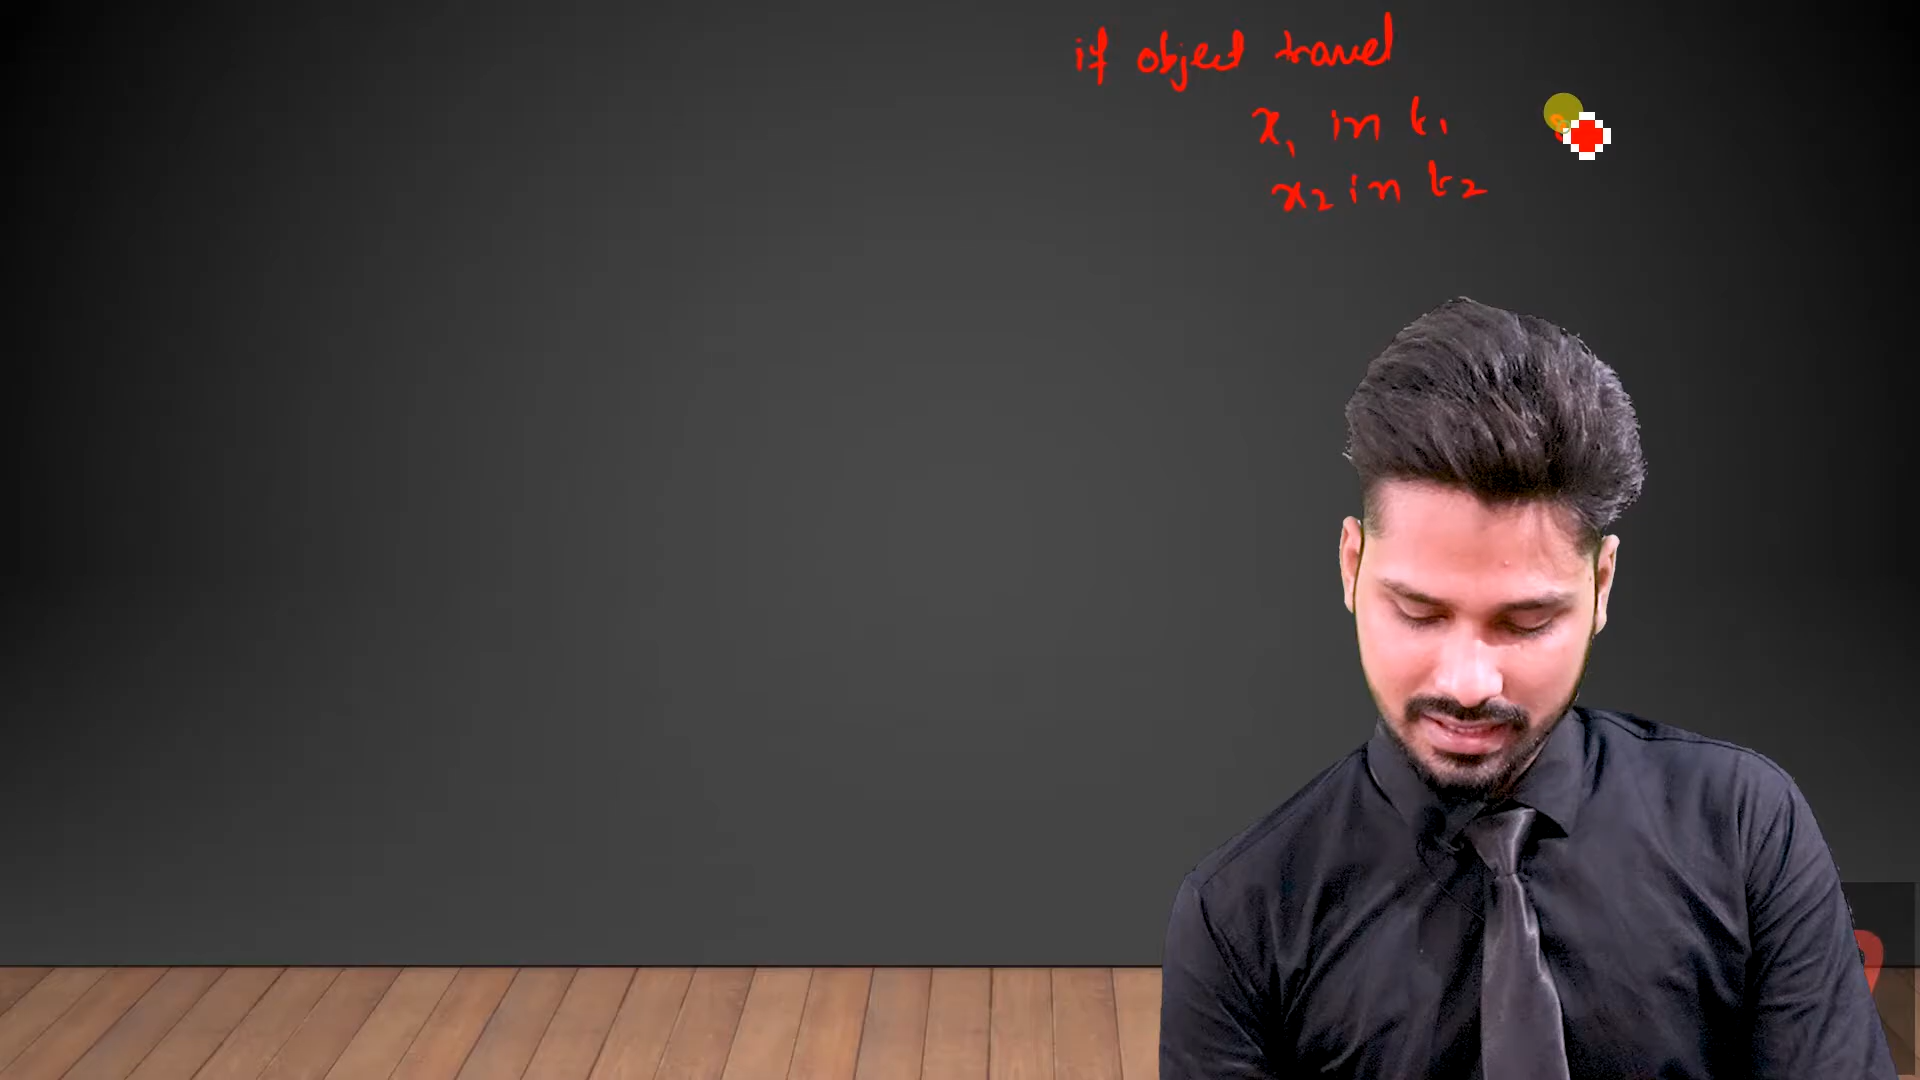 if object travel
x₁ in t₁
x₂ in t₂